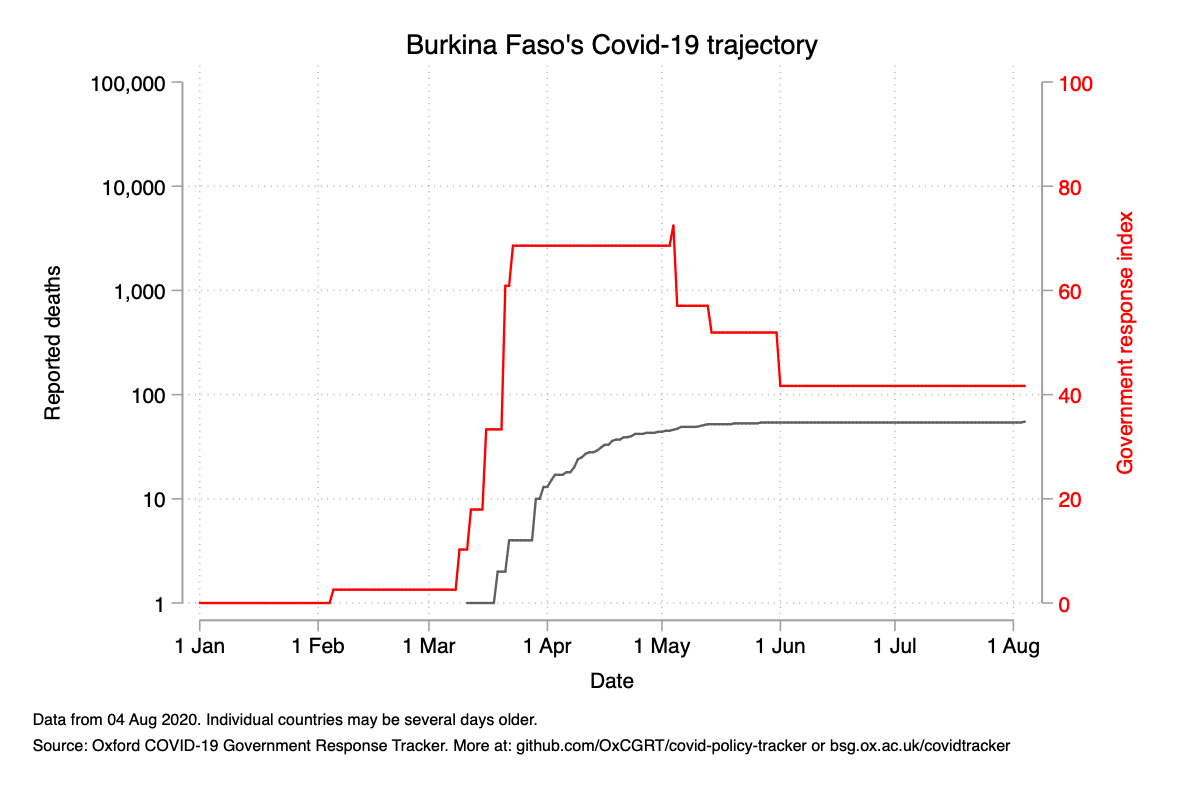 Burkina Faso's Covid-19 trajectory
100,000
10,000
1,000
100
10
1
Reported deaths
100
80
60
40
20
0
Government response index
1 Jan 1 Feb 1 Mar 1 Apr 1 May 1 Jun 1 Jul 1 Aug
Date
Data from 04 Aug 2020. Individual countries may be several days older.
Source: Oxford COVID-19 Government Response Tracker. More at: github.com/OxCGRT/covid-policy-tracker or bsg.ox.ac.uk/covidtracker